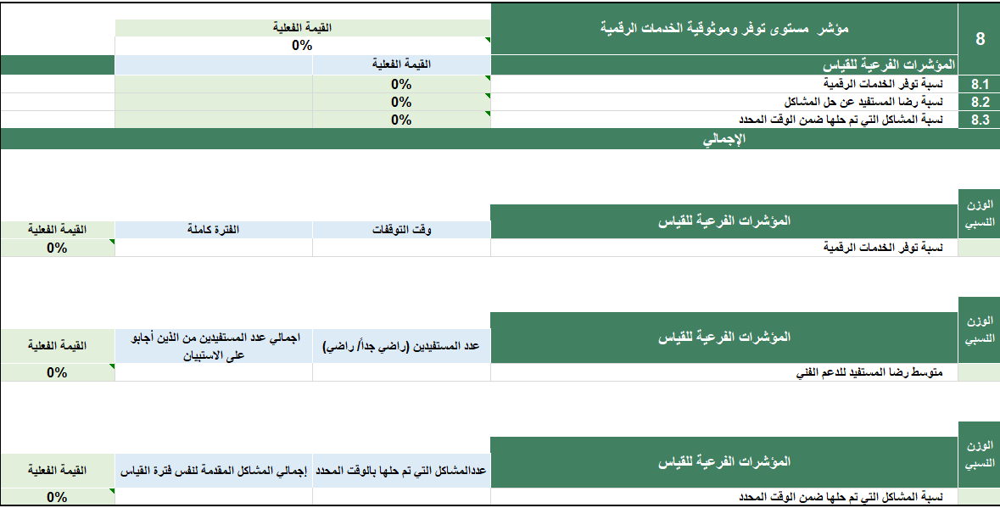 8
مؤشر مستوى توفر وموثوقية الخدمات الرقمية
القيمة الفعلية
0%
المؤشرات الفرعية للقياس
القيمة الفعلية
8.1 نسبة توفر الخدمات الرقمية 0%
8.2 نسبة رضا المستفيد عن حل المشاكل 0%
8.3 نسبة المشاكل التي تم حلها ضمن الوقت المحدد 0%
الإجمالي
الوزن
النسبي
المؤشرات الفرعية للقياس
وقت التوقفات
الفترة كاملة
القيمة الفعلية
نسبة توفر الخدمات الرقمية 0%
الوزن
النسبي
المؤشرات الفرعية للقياس
عدد المستفيدين (راضي جداً/ راضي)
اجمالي عدد المستفيدين من الذين أجابو
على الاستبيان
القيمة الفعلية
متوسط رضا المستفيد للدعم الفني 0%
الوزن
النسبي
المؤشرات الفرعية للقياس
عددالمشاكل التي تم حلها بالوقت المحدد
إجمالي المشاكل المقدمة لنفس فترة القياس
القيمة الفعلية
نسبة المشاكل التي تم حلها ضمن الوقت المحدد 0%